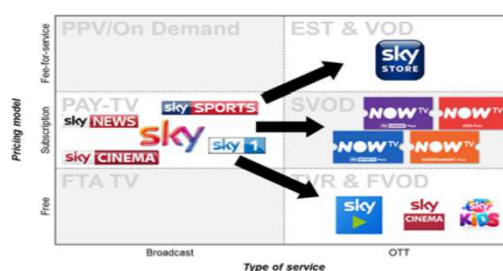 PPV/On Demand
EST & VOD
sky
STORE
PAY-TV
SVOD
sky SPORTS
sky NEWS
sky
sky 1
sky CINEMA
NOW TV
NOW TV
NOW TV
NOW TV
FTA TV
TVR & FVOD
sky
sky
CINEMA
sky
KiDS
Pricing model
Fee-for-service
Subscription
Free
Broadcast
OTT
Type of service